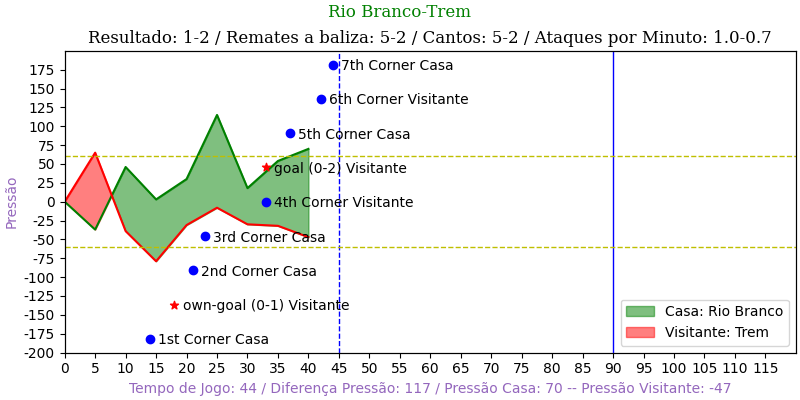 Rio Branco-Trem
Resultado: 1-2 / Remates a baliza: 5-2 / Cantos: 5-2 / Ataques por Minuto: 1.0-0.7
Pressão
175
150
125
100
75
50
25
0
-25
-50
-75
-100
-125
-150
-175
-200
7th Corner Casa
6th Corner Visitante
5th Corner Casa
goal (0-2) Visitante
4th Corner Visitante
3rd Corner Casa
2nd Corner Casa
own-goal (0-1) Visitante
1st Corner Casa
Casa: Rio Branco
Visitante: Trem
0 5 10 15 20 25 30 35 40 45 50 55 60 65 70 75 80 85 90 95 100 105 110 115
Tempo de Jogo: 44 / Diferença Pressão: 117 / Pressão Casa: 70 -- Pressão Visitante: -47